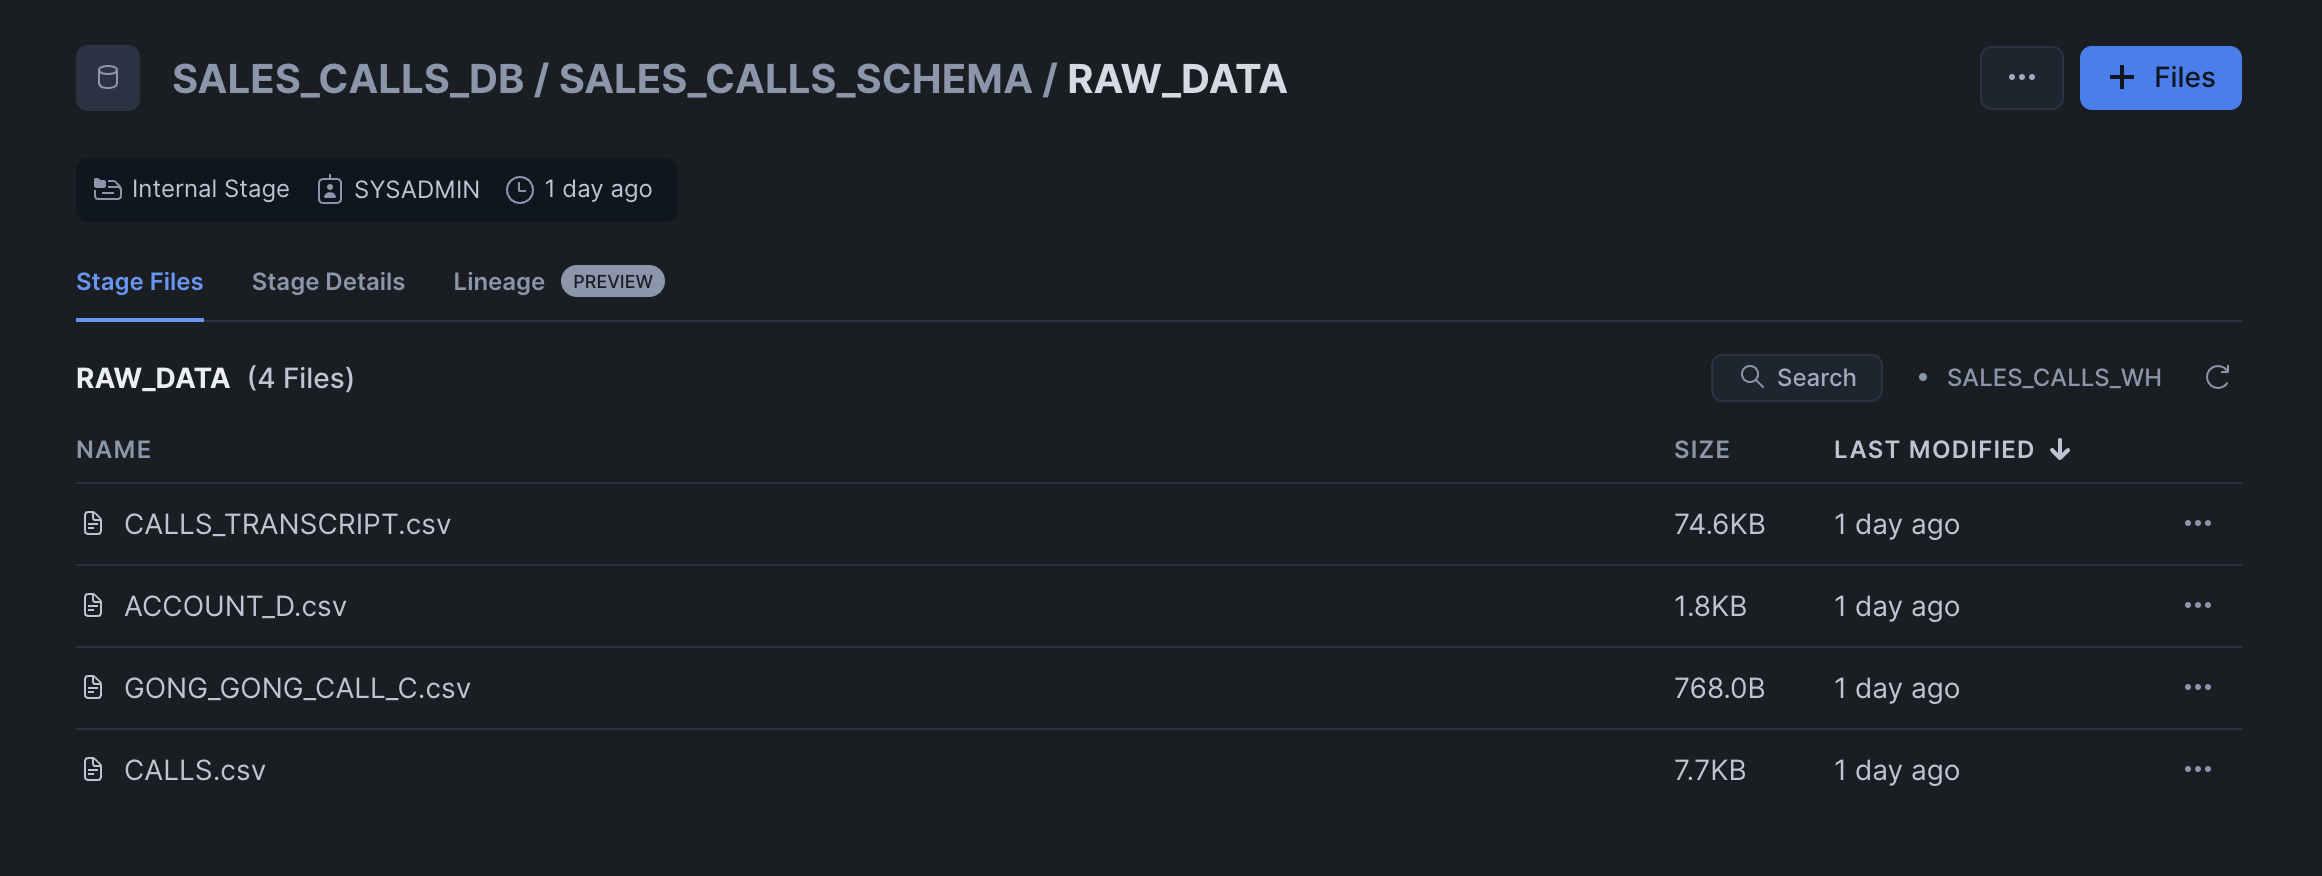 SALES_CALLS_DB / SALES_CALLS_SCHEMA / RAW_DATA
Files
Internal Stage SYSADMIN 1 day ago
Stage Files Stage Details Lineage PREVIEW
RAW_DATA (4 Files) Search • SALES_CALLS_WH
NAME SIZE LAST MODIFIED
CALLS_TRANSCRIPT.csv 74.6KB 1 day ago
ACCOUNT_D.csv 1.8KB 1 day ago
GONG_GONG_CALL_C.csv 768.0B 1 day ago
CALLS.csv 7.7KB 1 day ago